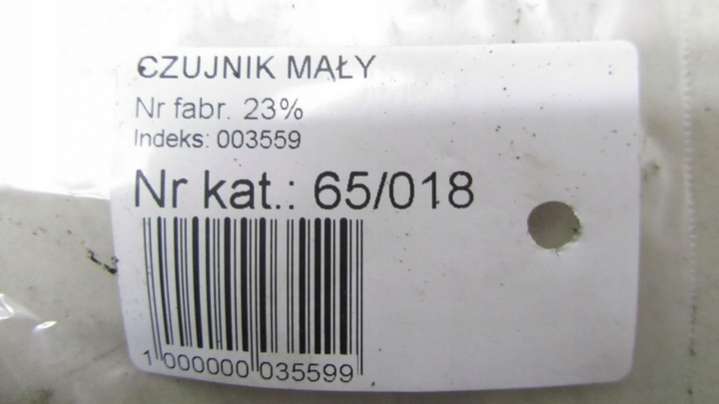 CZUJNIK MAŁY
Nr fabr. 23%
Indeks: 003559
Nr kat.: 65/018
1 000000 035599